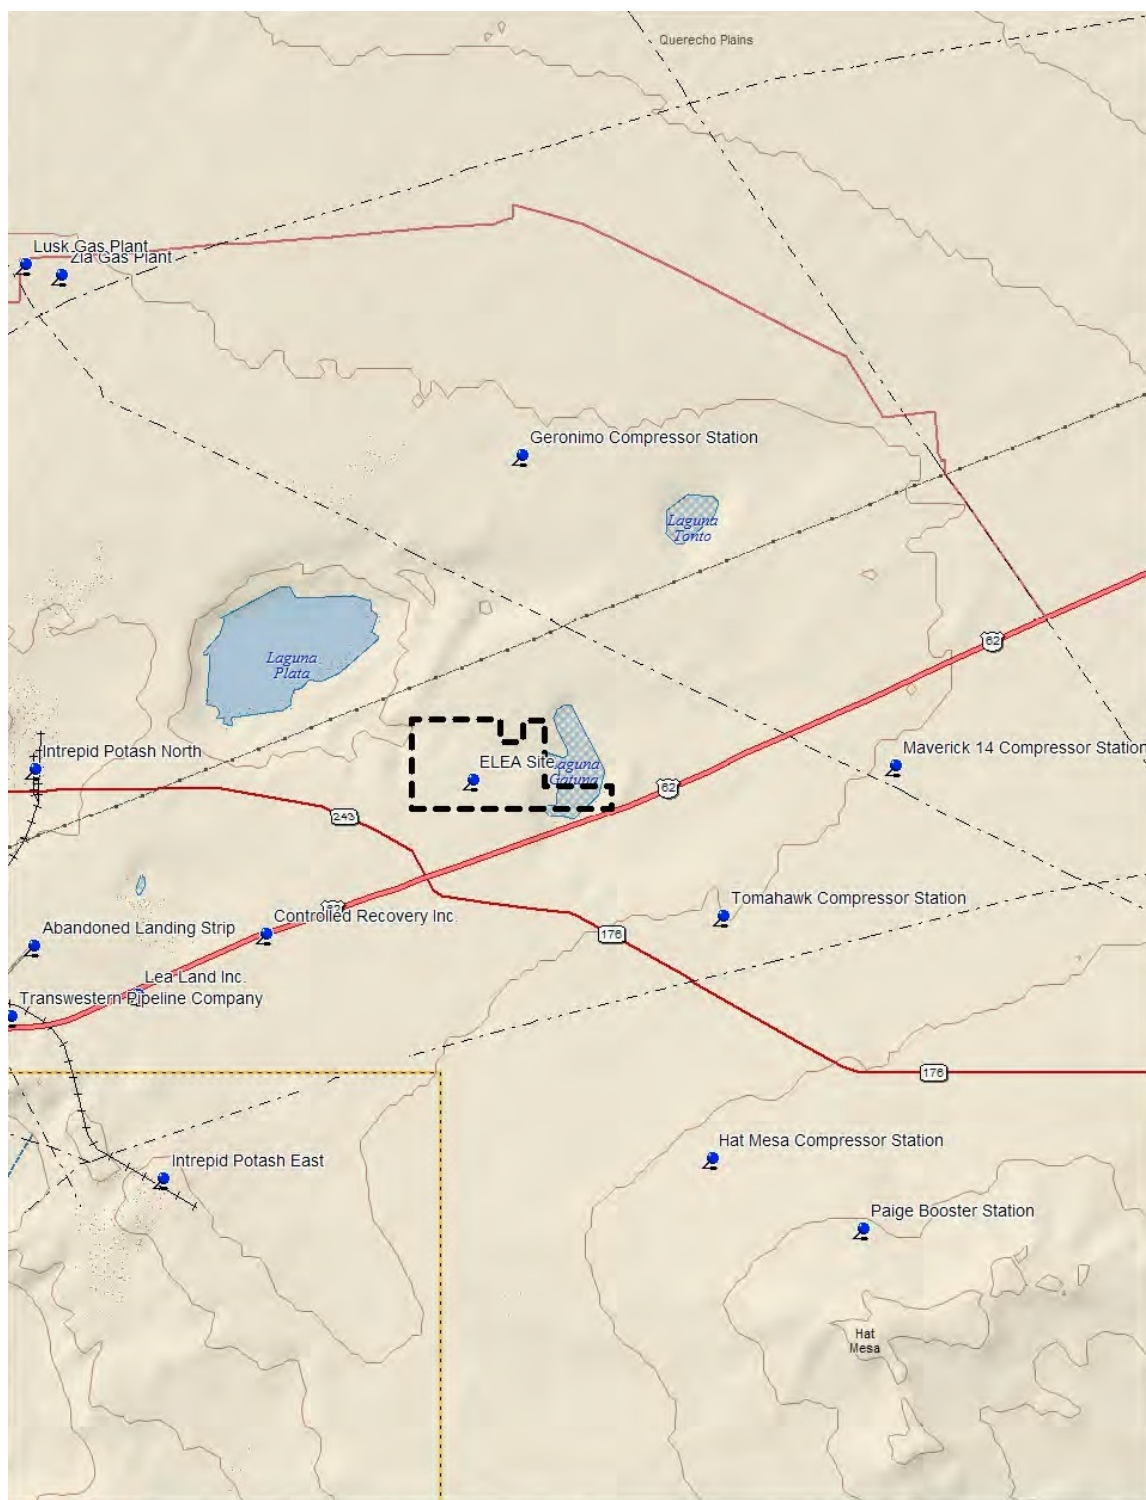 Querecho Plains
Lusk Gas Plant
Zia Gas Plant
Geronimo Compressor Station
Laguna
Tonto
62
Laguna
Plata
Intrepid Potash North
ELEA Site
Laguna
Gatuna
Maverick 14 Compressor Station
62
243
Tomahawk Compressor Station
Controlled Recovery Inc.
Abandoned Landing Strip
176
Lea Land Inc.
Transwestern Pipeline Company
176
Hat Mesa Compressor Station
Intrepid Potash East
Paige Booster Station
Hat
Mesa